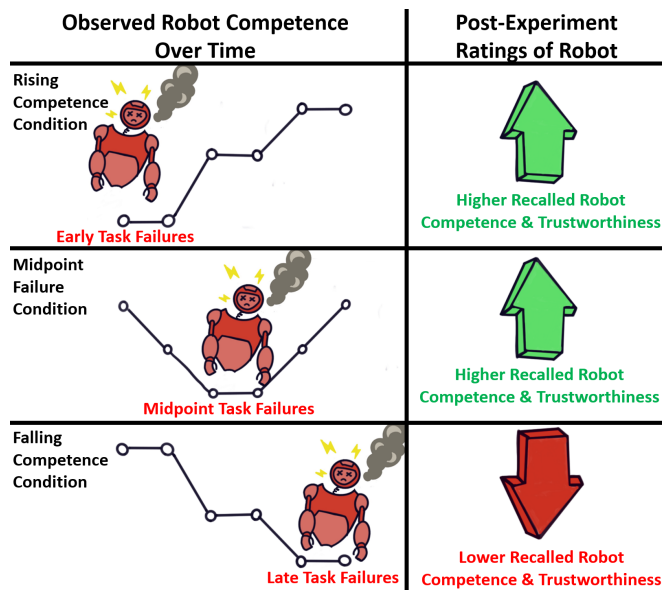 Observed Robot Competence
Over Time
Post-Experiment
Ratings of Robot
Rising
Competence
Condition
Early Task Failures
Higher Recalled Robot
Competence & Trustworthiness
Midpoint
Failure
Condition
Midpoint Task Failures
Higher Recalled Robot
Competence & Trustworthiness
Falling
Competence
Condition
Late Task Failures
Lower Recalled Robot
Competence & Trustworthiness